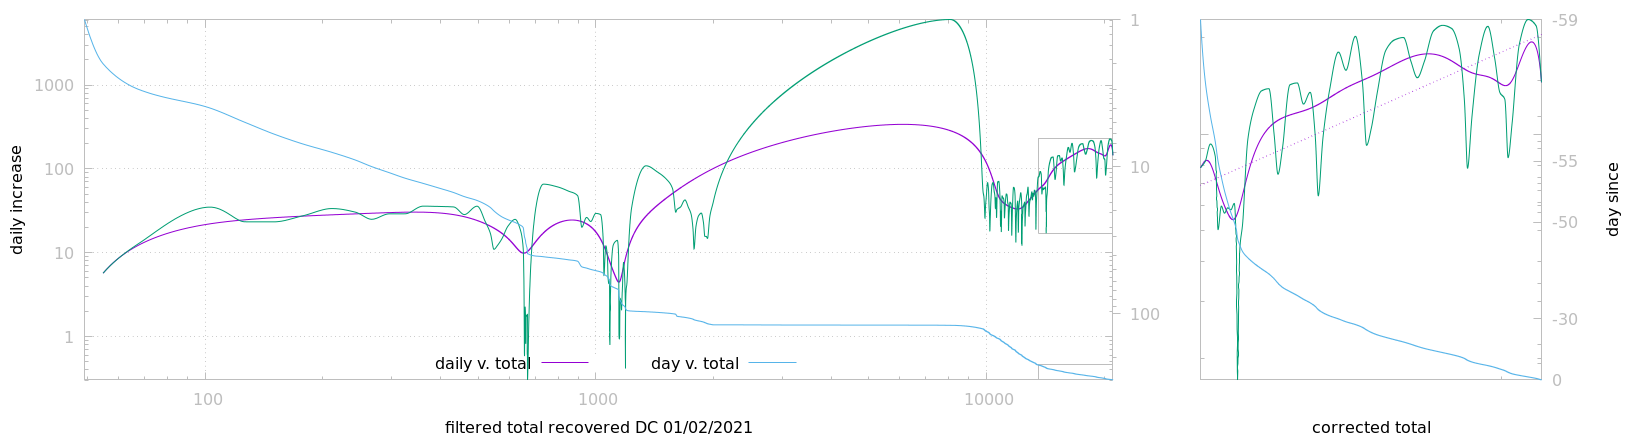 1000
100
10
1
daily increase
100
1000
10000
filtered total recovered DC 01/02/2021
daily v. total
day v. total
1
10
100
-59
-55
-50
-30
0
day since
corrected total